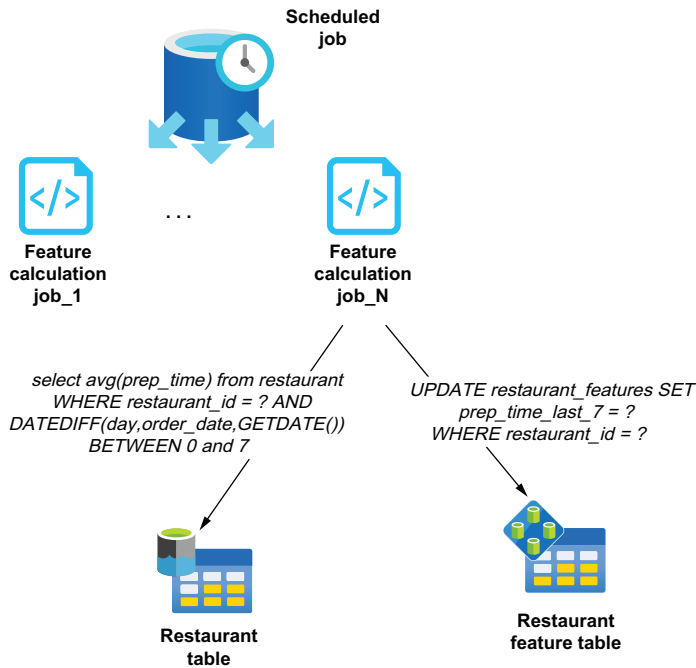 Scheduled
job
</>
...
</>
Feature
calculation
job_1
Feature
calculation
job_N
select avg(prep_time) from restaurant
WHERE restaurant_id = ? AND
DATEDIFF(day,order_date,GETDATE())
BETWEEN 0 and 7
UPDATE restaurant_features SET
prep_time_last_7 = ?
WHERE restaurant_id = ?
Restaurant
table
Restaurant
feature table